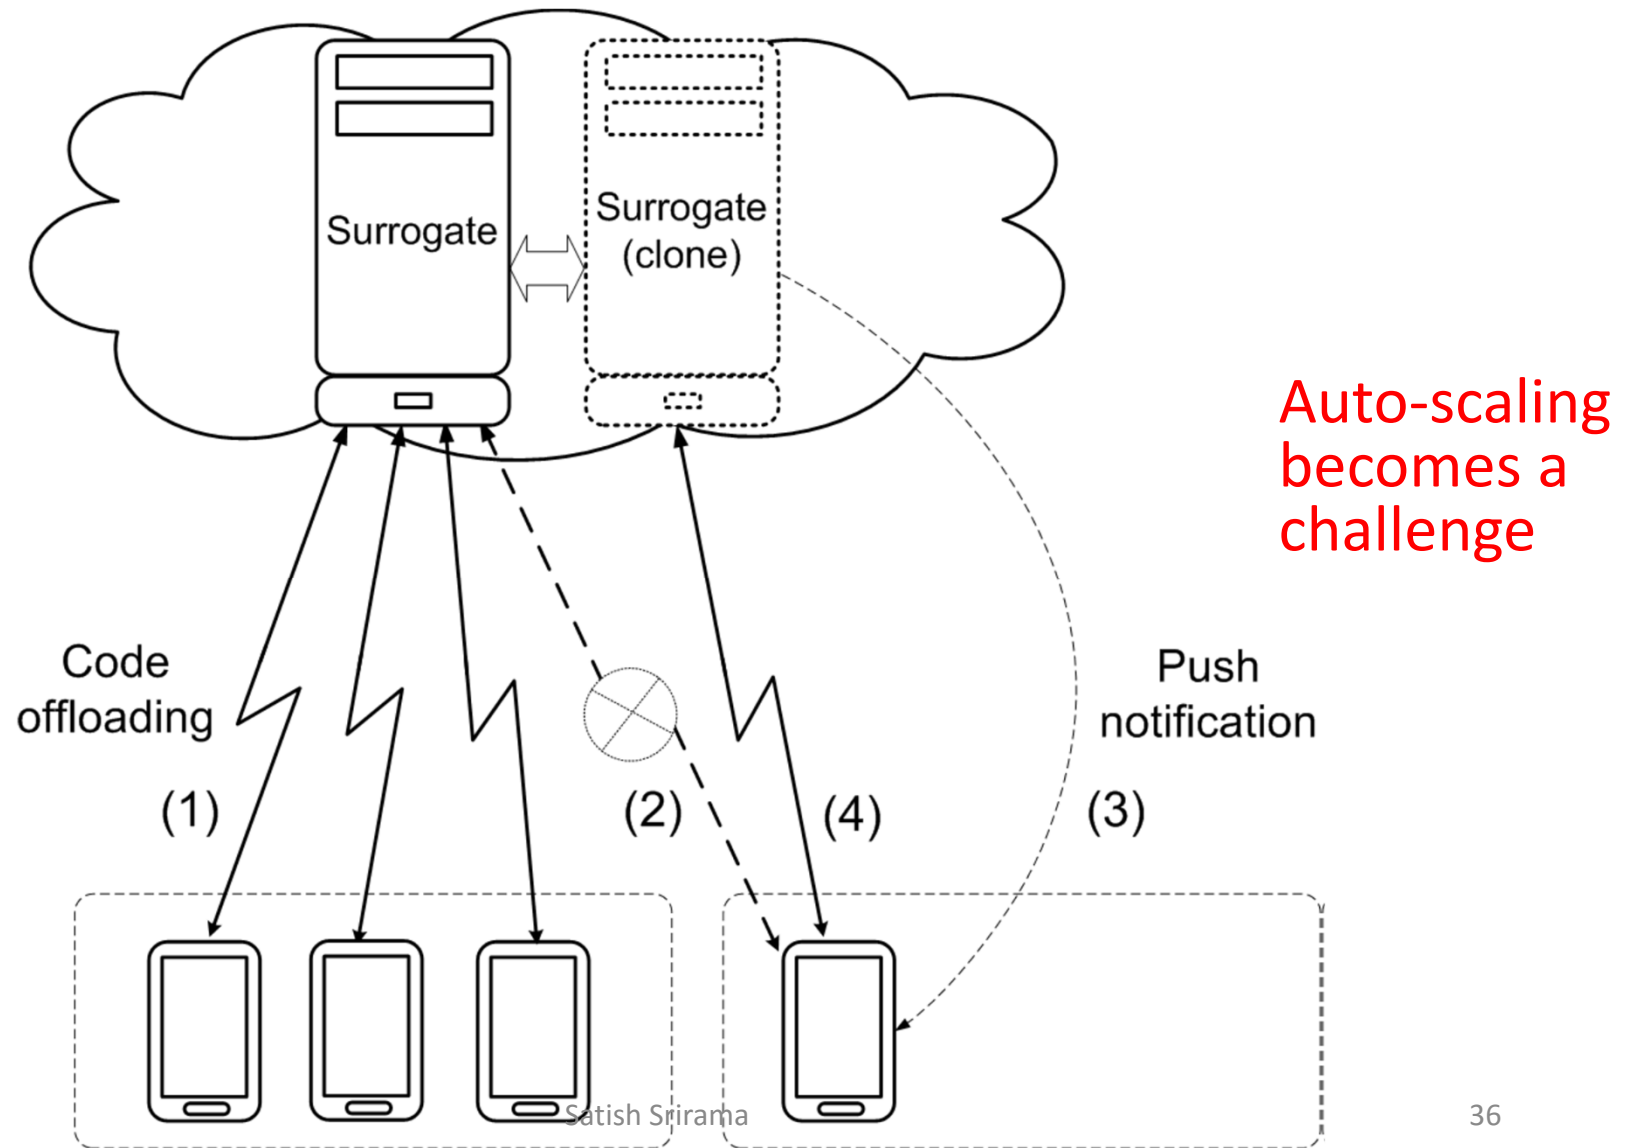 Surrogate
Surrogate
(clone)
Auto-scaling
becomes a
challenge
Code
offloading
Push
notification
(1)
(2)
(4)
(3)
Satish Srirama
36